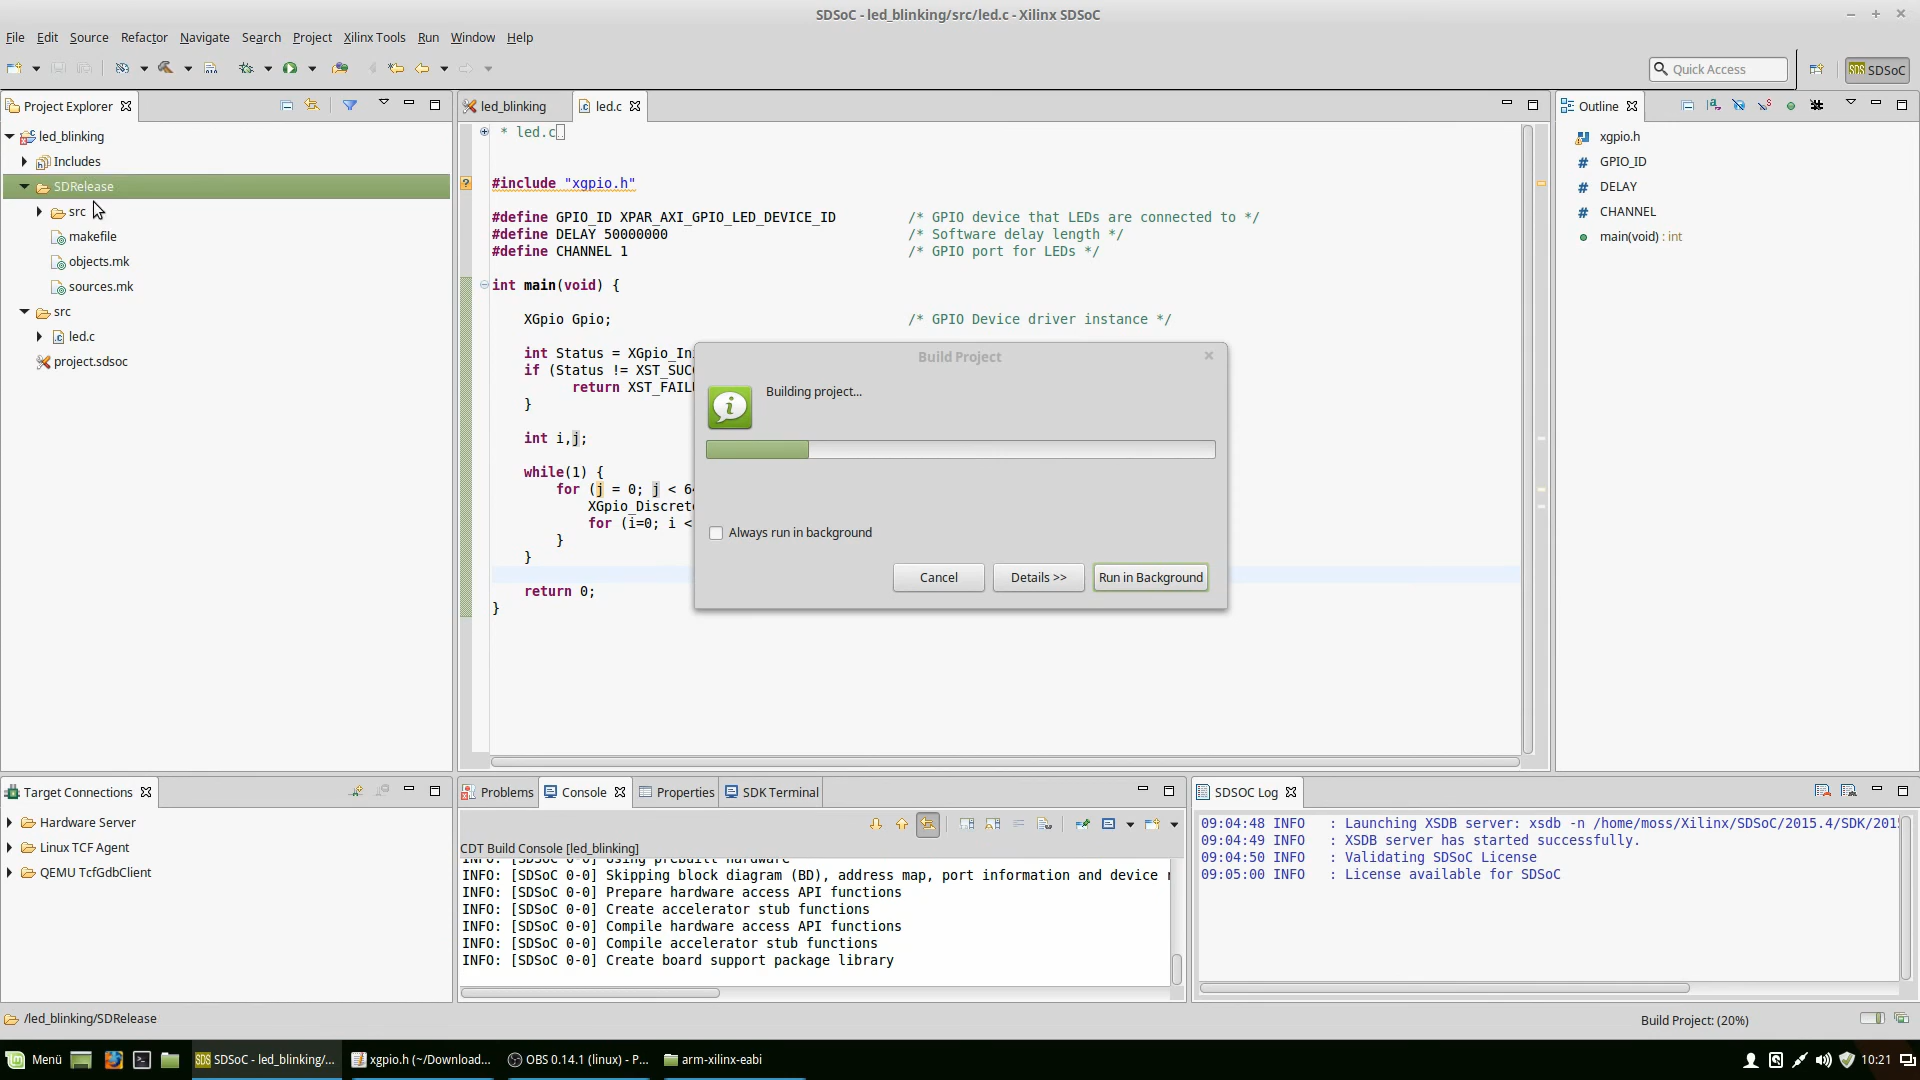 SDSoC - led_blinking/src/led.c - Xilinx SDSoC
File Edit Source Refactor Navigate Search Project Xilinx Tools Run Window Help
Quick Access
SDSoC
Project Explorer
led_blinking
Includes
SDRelease
src
makefile
objects.mk
sources.mk
src
led.c
project.sdsoc
led_blinking
led.c
* led.c
#include "xgpio.h"
#define GPIO_ID XPAR_AXI_GPIO_LED_DEVICE_ID /* GPIO device that LEDs are connected to */
#define DELAY 50000000 /* Software delay length */
#define CHANNEL 1 /* GPIO port for LEDs */
int main(void) {
XGpio Gpio; /* GPIO Device driver instance */
int Status = XGpio_In
if (Status != XST_SUC
return XST_FAIL
}
int i,j;
while(1) {
for (j = 0; j < 6
XGpio_Discret
for (i=0; i <
}
}
return 0;
}
Build Project
Building project...
Always run in background
Cancel
Details >>
Run in Background
Outline
xgpio.h
GPIO_ID
DELAY
CHANNEL
main(void) : int
Target Connections
Hardware Server
Linux TCF Agent
QEMU TcfGdbClient
Problems
Console
Properties
SDK Terminal
CDT Build Console [led_blinking]
INFO: [SDSoC 0-0] Using prebuilt hardware
INFO: [SDSoC 0-0] Skipping block diagram (BD), address map, port information and device
INFO: [SDSoC 0-0] Prepare hardware access API functions
INFO: [SDSoC 0-0] Create accelerator stub functions
INFO: [SDSoC 0-0] Compile hardware access API functions
INFO: [SDSoC 0-0] Compile accelerator stub functions
INFO: [SDSoC 0-0] Create board support package library
SDSOC Log
09:04:48 INFO : Launching XSDB server: xsdb -n /home/moss/Xilinx/SDSoC/2015.4/SDK/201
09:04:49 INFO : XSDB server has started successfully.
09:04:50 INFO : Validating SDSoC License
09:05:00 INFO : License available for SDSoC
/led_blinking/SDRelease
Build Project: (20%)
Menü
SDSoC - led_blinking/...
xgpio.h (~/Download...
OBS 0.14.1 (linux) - P...
arm-xilinx-eabi
10:21